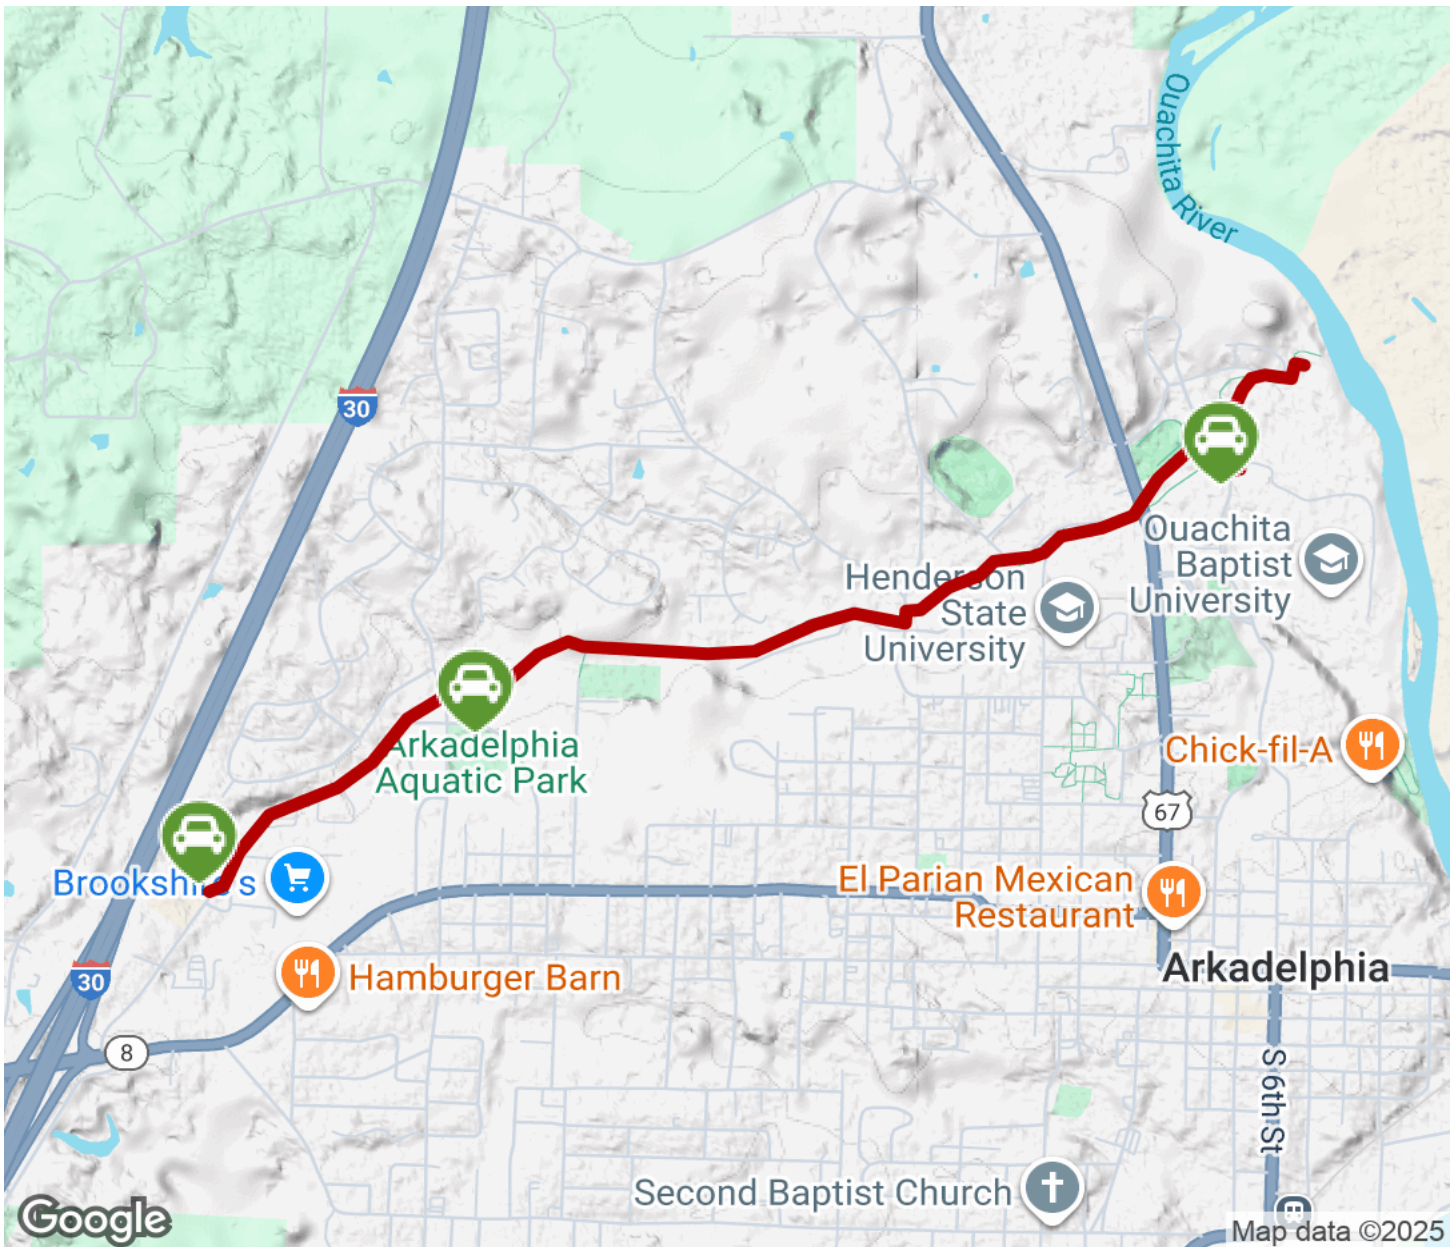 Ouachita River
30
Ouachita
Baptist
University
Henderson
State
University
Arkadelphia
Aquatic Park
Chick-fil-A
67
Brookshire's
El Parian Mexican
Restaurant
Hamburger Barn
30
Arkadelphia
8
S 6th St
Second Baptist Church
Google
Map data ©2025